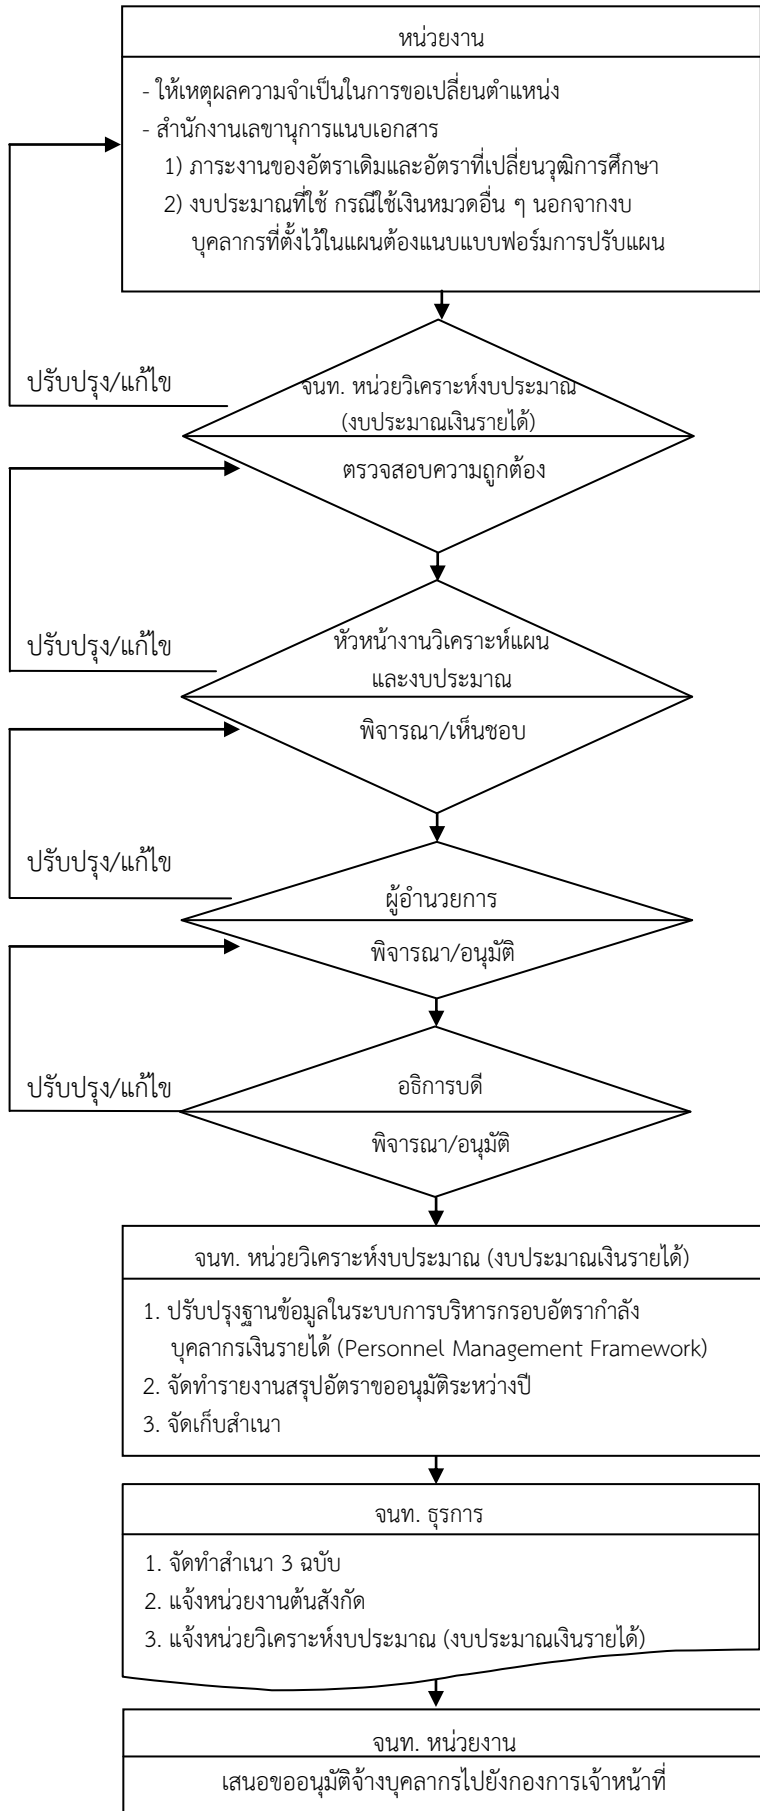 หน่วยงาน
- ให้เหตุผลความจำเป็นในการขอเปลี่ยนตำแหน่ง
- สำนักงานเลขานุการแนบเอกสาร
1) ภาระงานของอัตราเดิมและอัตราที่เปลี่ยนวุฒิการศึกษา
2) งบประมาณที่ใช้ กรณีใช้เงินหมวดอื่น ๆ นอกจากงบ
บุคลากรที่ตั้งไว้ในแผนต้องแนบแบบฟอร์มการปรับแผน
ปรับปรุง/แก้ไข
จนท. หน่วยวิเคราะห์งบประมาณ
(งบประมาณเงินรายได้)
ตรวจสอบความถูกต้อง
ปรับปรุง/แก้ไข
หัวหน้างานวิเคราะห์แผน
และงบประมาณ
พิจารณา/เห็นชอบ
ปรับปรุง/แก้ไข
ผู้อำนวยการ
พิจารณา/อนุมัติ
ปรับปรุง/แก้ไข
อธิการบดี
พิจารณา/อนุมัติ
จนท. หน่วยวิเคราะห์งบประมาณ (งบประมาณเงินรายได้)
1. ปรับปรุงฐานข้อมูลในระบบการบริหารกรอบอัตรากำลัง
บุคลากรเงินรายได้ (Personnel Management Framework)
2. จัดทำรายงานสรุปอัตราขออนุมัติระหว่างปี
3. จัดเก็บสำเนา
จนท. ธุรการ
1. จัดทำสำเนา 3 ฉบับ
2. แจ้งหน่วยงานต้นสังกัด
3. แจ้งหน่วยวิเคราะห์งบประมาณ (งบประมาณเงินรายได้)
จนท. หน่วยงาน
เสนอขออนุมัติจ้างบุคลากรไปยังกองการเจ้าหน้าที่